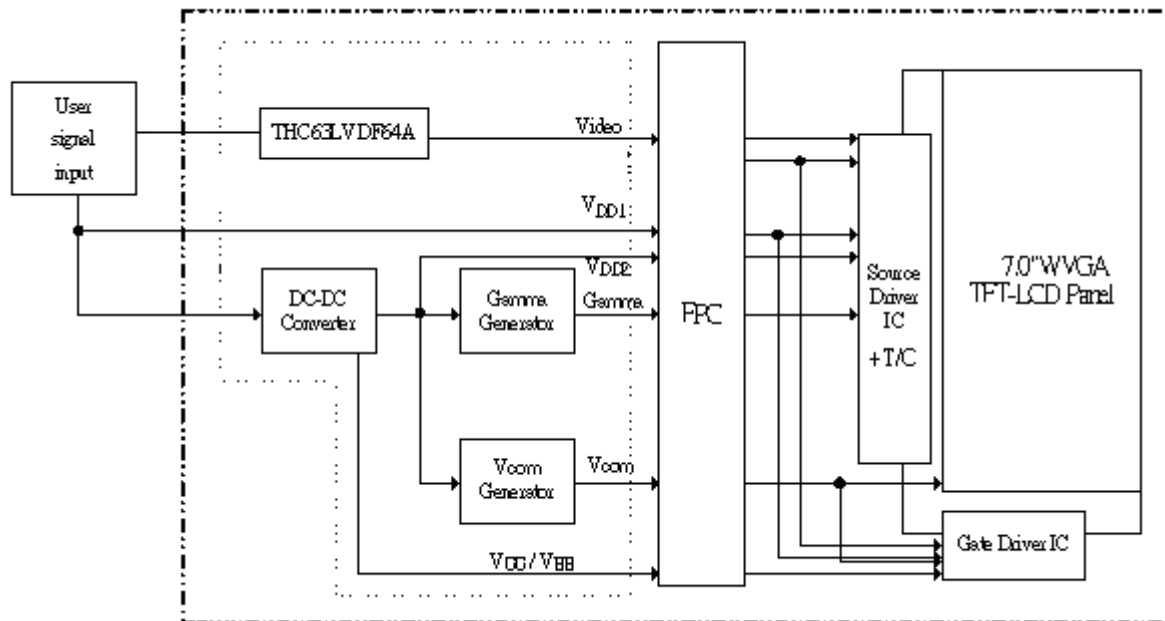 User
signal
input
THC63LVDF64A
Video
VDD1
VDD2
DC-DC
Converter
Gamma
Generator
Gamma
Vcom
Generator
Vcom
VGG / VEE
FPC
Source
Driver
IC
+T/C
7.0"WVGA
TFT-LCD Panel
Gate Driver IC